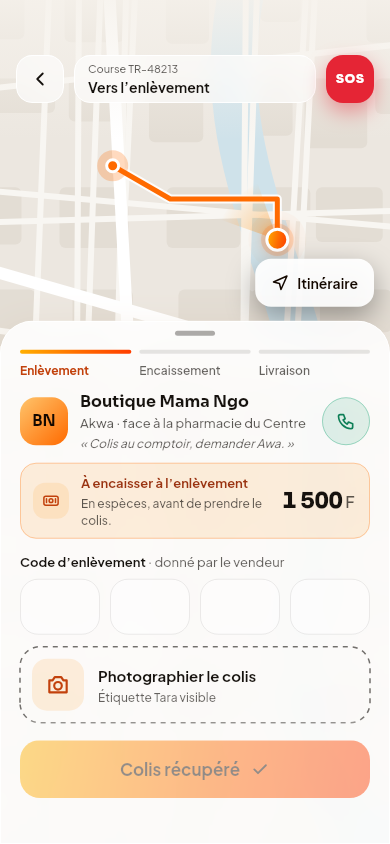 Course TR-48213
Vers l’enlèvement
SOS
Itinéraire
Enlèvement
Encaissement
Livraison
BN
Boutique Mama Ngo
Akwa · face à la pharmacie du Centre
« Colis au comptoir, demander Awa. »
À encaisser à l’enlèvement
En espèces, avant de prendre le
colis.
1 500 F
Code d’enlèvement · donné par le vendeur
Photographier le colis
Étiquette Tara visible
Colis récupéré